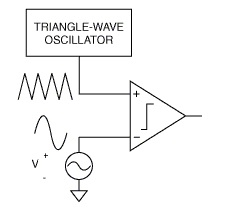 TRIANGLE-WAVE
OSCILLATOR
+
−
V
+
-